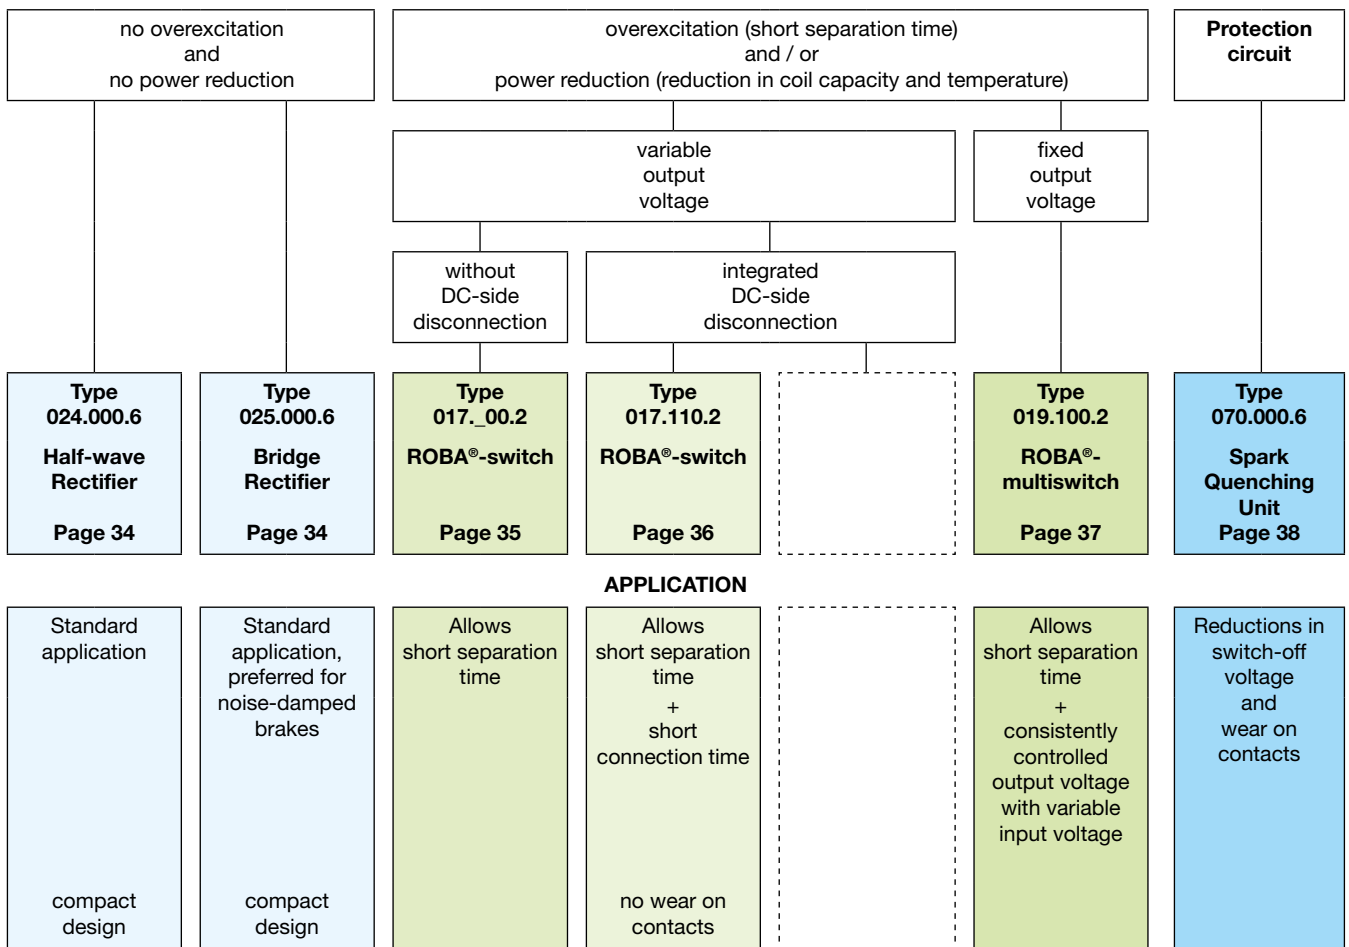 no overexcitation
and
no power reduction
overexcitation (short separation time)
and / or
power reduction (reduction in coil capacity and temperature)
Protection
circuit
variable
output
voltage
fixed
output
voltage
without
DC-side
disconnection
integrated
DC-side
disconnection
Type
024.000.6
Half-wave
Rectifier
Page 34
Type
025.000.6
Bridge
Rectifier
Page 34
Type
017._00.2
ROBA®-switch
Page 35
Type
017.110.2
ROBA®-switch
Page 36
Type
019.100.2
ROBA®-
multiswitch
Page 37
Type
070.000.6
Spark
Quenching
Unit
Page 38
APPLICATION
Standard
application
compact
design
Standard
application,
preferred for
noise-damped
brakes
compact
design
Allows
short separation
time
Allows
short separation
time
+
short
connection time
no wear on
contacts
Allows
short separation
time
+
consistently
controlled
output voltage
with variable
input voltage
Reductions in
switch-off
voltage
and
wear on
contacts